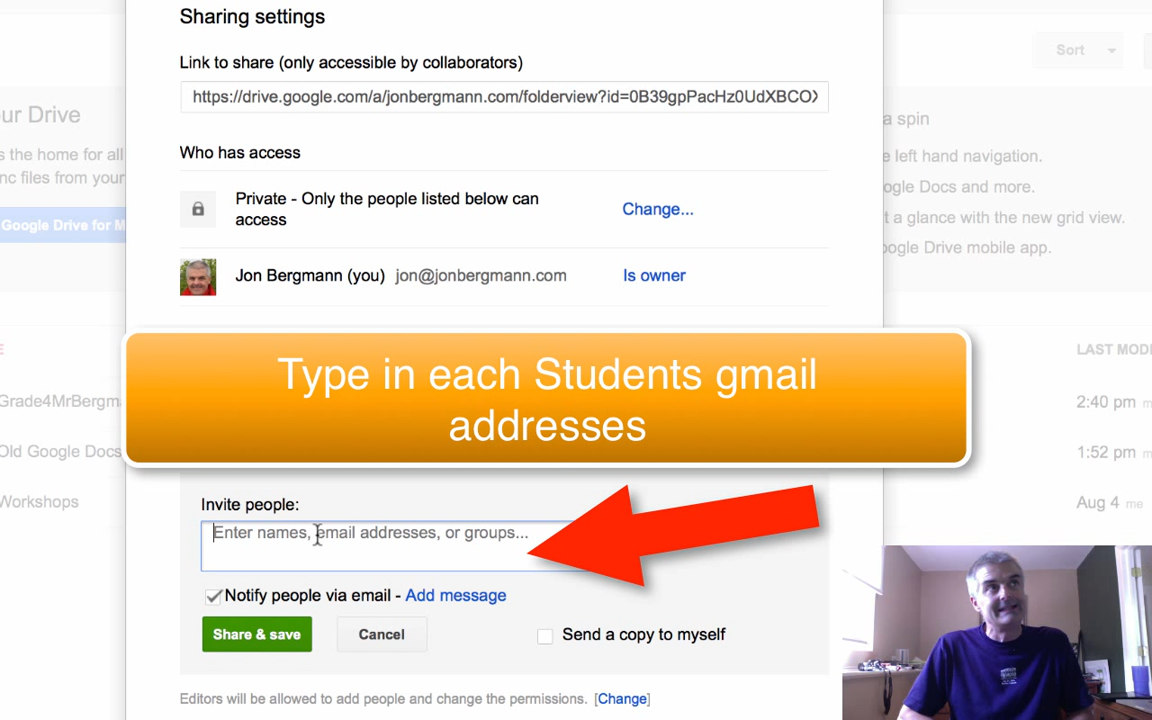 Sharing settings
Sort
Link to share (only accessible by collaborators)
https://drive.google.com/a/jonbergmann.com/folderview?id=0B39gpPacHz0UdXBCO
ur Drive
a spin
s the home for all
Who has access
e left hand navigation.
nc files from your
ogle Docs and more.
Private - Only the people listed below can
access
Change...
t a glance with the new grid view.
Google Drive for M
oogle Drive mobile app.
Jon Bergmann (you) jon@jonbergmann.com
Is owner
E
LAST MODI
Type in each Students gmail
addresses
Grade4MrBergm
2:40 pm
Old Google Docs
1:52 pm
Workshops
Aug 4 me
Invite people:
Enter names, email addresses, or groups...
Notify people via email - Add message
Share & save
Cancel
Send a copy to myself
Editors will be allowed to add people and change the permissions. [Change]